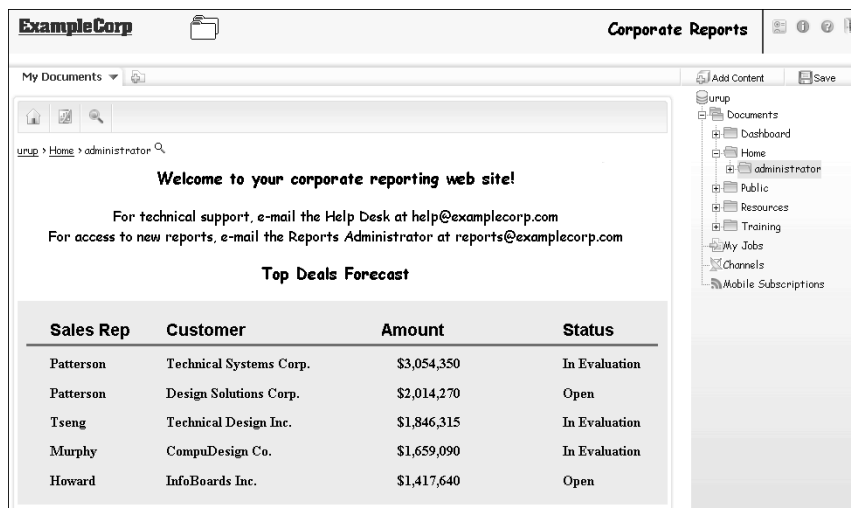 ExampleCorp
Corporate Reports
My Documents
Add Content
Save
urup > Home > administrator
Welcome to your corporate reporting web site!
For technical support, e-mail the Help Desk at help@examplecorp.com
For access to new reports, e-mail the Reports Administrator at reports@examplecorp.com
Top Deals Forecast
Sales Rep Customer Amount Status
Patterson Technical Systems Corp. $3,054,350 In Evaluation
Patterson Design Solutions Corp. $2,014,270 Open
Tseng Technical Design Inc. $1,846,315 In Evaluation
Murphy CompuDesign Co. $1,659,090 In Evaluation
Howard InfoBoards Inc. $1,417,640 Open
urup
Documents
Dashboard
Home
administrator
Public
Resources
Training
My Jobs
Channels
Mobile Subscriptions